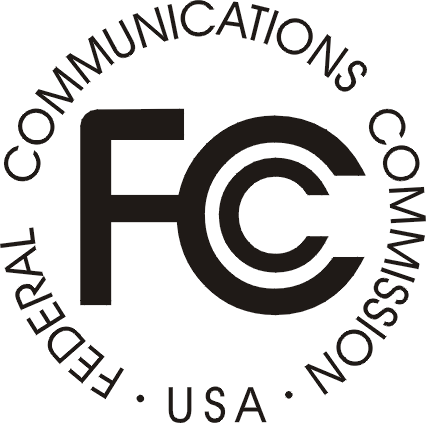 FEDERAL COMMUNICATIONS COMMISSION
· USA ·
FCC